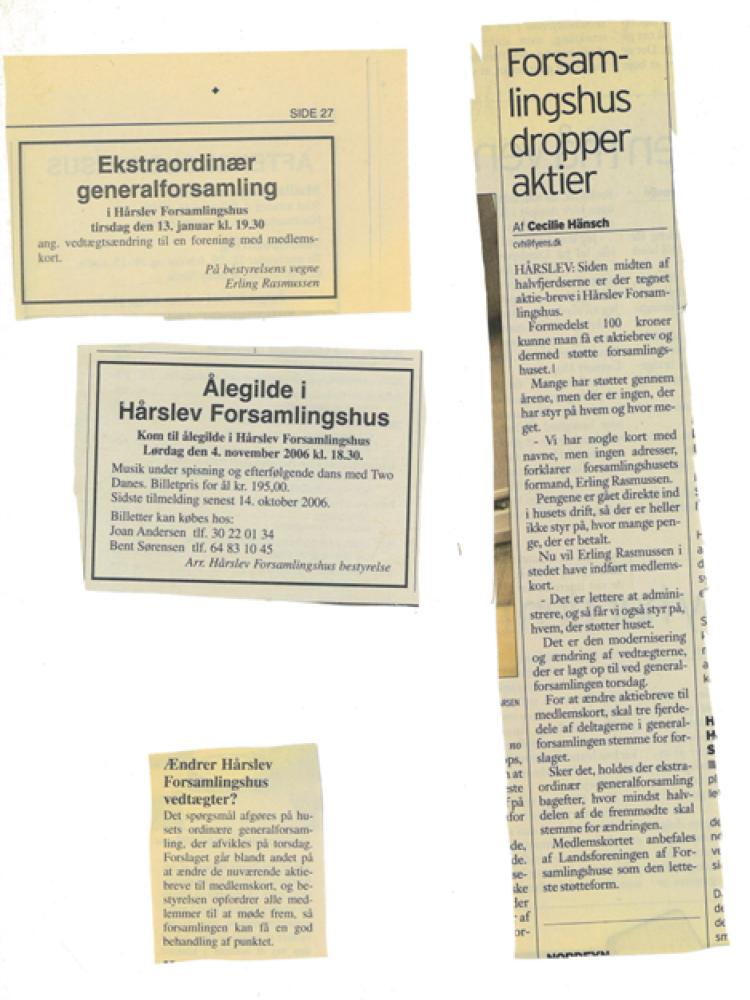 SIDE 27
Ekstraordinær
generalforsamling
i Hårslev Forsamlingshus
tirsdag den 13. januar kl. 19.30
ang. vedtægtsændring til en forening med medlems-
kort.
På bestyrelsens vegne
Erling Rasmussen
Ålegilde i
Hårslev Forsamlingshus
Kom til ålegilde i Hårslev Forsamlingshus
Lørdag den 4. november 2006 kl. 18.30.
Musik under spisning og efterfølgende dans med Two
Danes. Billetpris for ål kr. 195,00.
Sidste tilmelding senest 14. oktober 2006.
Billetter kan købes hos:
Joan Andersen tlf. 30 22 01 34
Bent Sørensen tlf. 64 83 10 45
Arr. Hårslev Forsamlingshus bestyrelse
Ændrer Hårslev
Forsamlingshus
vedtægter?
Det spørgsmål afgøres på hu-
sets ordinære generalforsam-
ling, der afvikles på torsdag.
Forslaget går blandt andet på
at ændre de nuværende aktie-
breve til medlemskort, og be-
styrelsen opfordrer alle med-
lemmer til at møde frem, så
forsamlingen kan få en god
behandling af punktet.
Forsam-
lingshus
dropper
aktier
Af Cecilie Hänsch
cvh@fyens.dk
HÅRSLEV: Siden midten af
halvfjerdserne er der tegnet
aktie-breve i Hårslev Forsam-
lingshus.
Formedelst 100 kroner
kunne man få et aktiebrev og
dermed støtte forsamlings-
huset.
Mange har støttet gennem
årene, men der er ingen, der
har styr på hvem og hvor me-
get.
- Vi har nogle kort med
navne, men ingen adresser,
forklarer forsamlingshusets
formand, Erling Rasmussen.
Pengene er gået direkte ind
i husets drift, så der er heller
ikke styr på, hvor mange pen-
ge, der er betalt.
Nu vil Erling Rasmussen i
stedet have indført medlems-
kort.
- Det er lettere at admini-
strere, og så får vi også styr på,
hvem, der støtter huset.
Det er den modernisering
og ændring af vedtægterne,
der er lagt op til ved general-
forsamlingen torsdag.
For at ændre aktiebreve til
medlemskort, skal tre fjerde-
dele af deltagerne i general-
forsamlingen stemme for for-
slaget.
Sker det, holdes der ekstra-
ordinær generalforsamling
bagefter, hvor mindst halv-
delen af de fremmødte skal
stemme for ændringen.
Medlemskortet anbefales
af Landsforeningen af For-
samlingshuse som den lette-
ste støtteform.